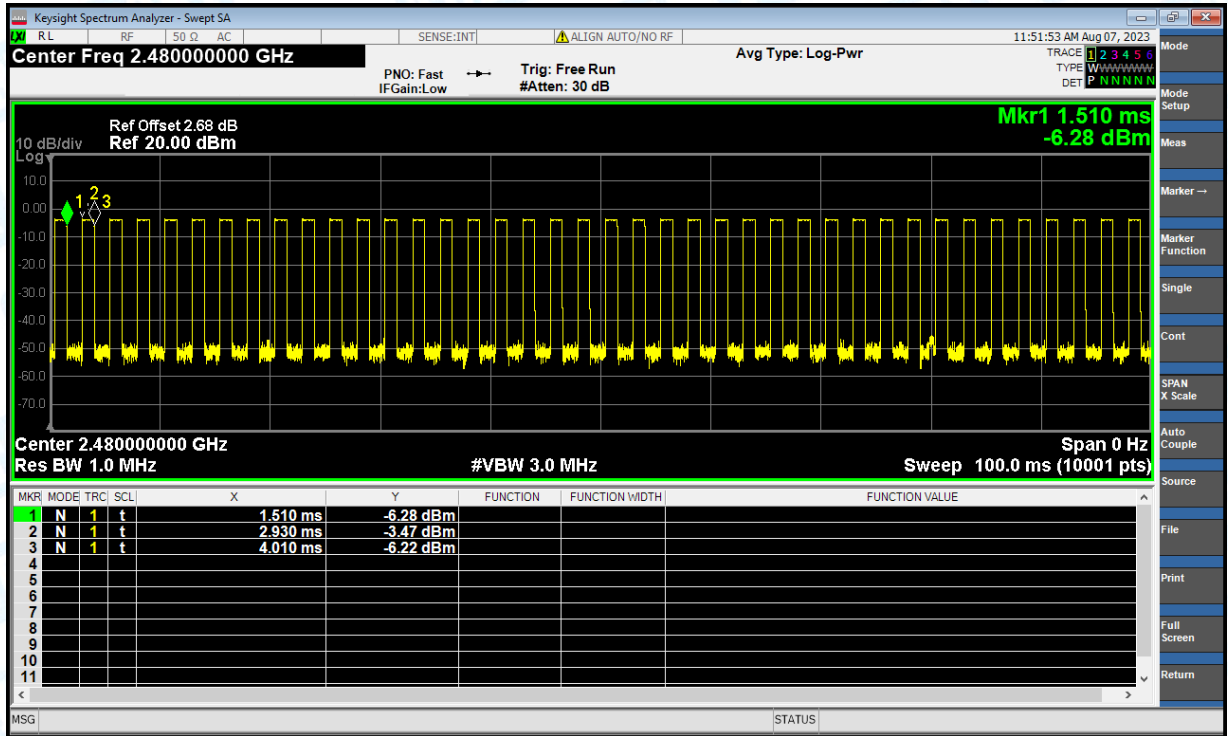 Keysight Spectrum Analyzer - Swept SA
LXI RL RF 50 Ω AC SENSE:INT ALIGN AUTO/NO RF 11:51:53 AM Aug 07, 2023
Center Freq 2.480000000 GHz
PNO: Fast
IFGain:Low
Trig: Free Run
#Atten: 30 dB
Avg Type: Log-Pwr
TRACE 1 2 3 4 5 6
TYPE WWWWWW
DET P N N N N N
Mkr1 1.510 ms
-6.28 dBm
Ref Offset 2.68 dB
10 dB/div Ref 20.00 dBm
Log
10.0
0.00
-10.0
-20.0
-30.0
-40.0
-50.0
-60.0
-70.0
1 2 3
Center 2.480000000 GHz Span 0 Hz
Res BW 1.0 MHz #VBW 3.0 MHz Sweep 100.0 ms (10001 pts)
MKR MODE TRC SCL X Y FUNCTION FUNCTION WIDTH FUNCTION VALUE
1 N 1 t 1.510 ms -6.28 dBm
2 N 1 t 2.930 ms -3.47 dBm
3 N 1 t 4.010 ms -6.22 dBm
4
5
6
7
8
9
10
11
MSG STATUS
Mode
Mode
Setup
Meas
Marker →
Marker
Function
Single
Cont
SPAN
X Scale
Auto
Couple
Source
File
Print
Full
Screen
Return